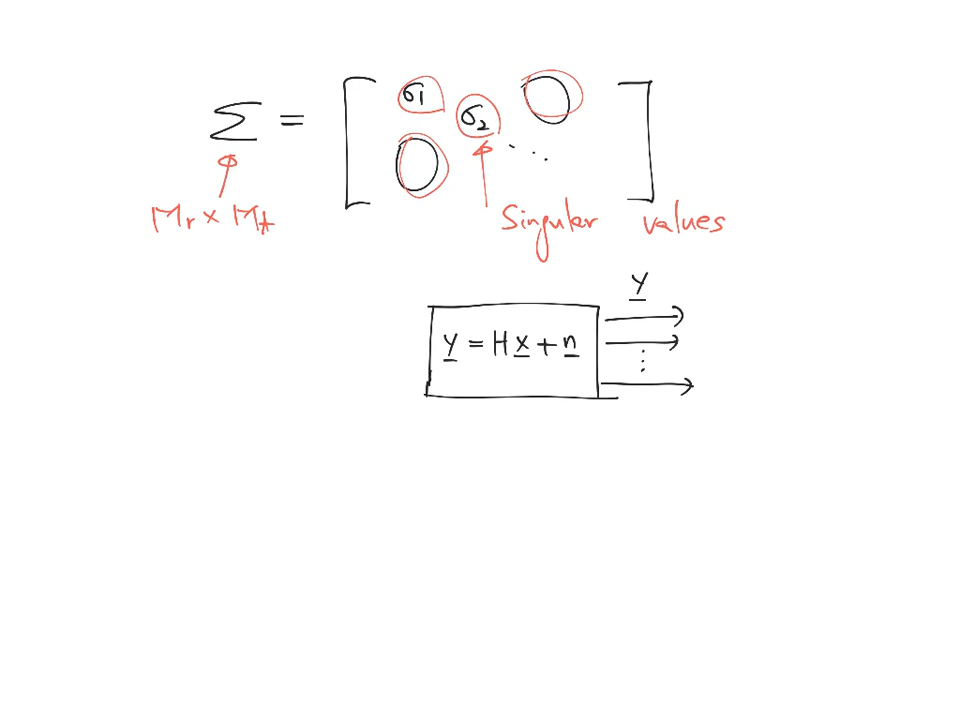 Σ = [ σ1 σ2 0 0 ⋱ ]
Mr × Mt
Singular values
y
y = Hx + n
⋮